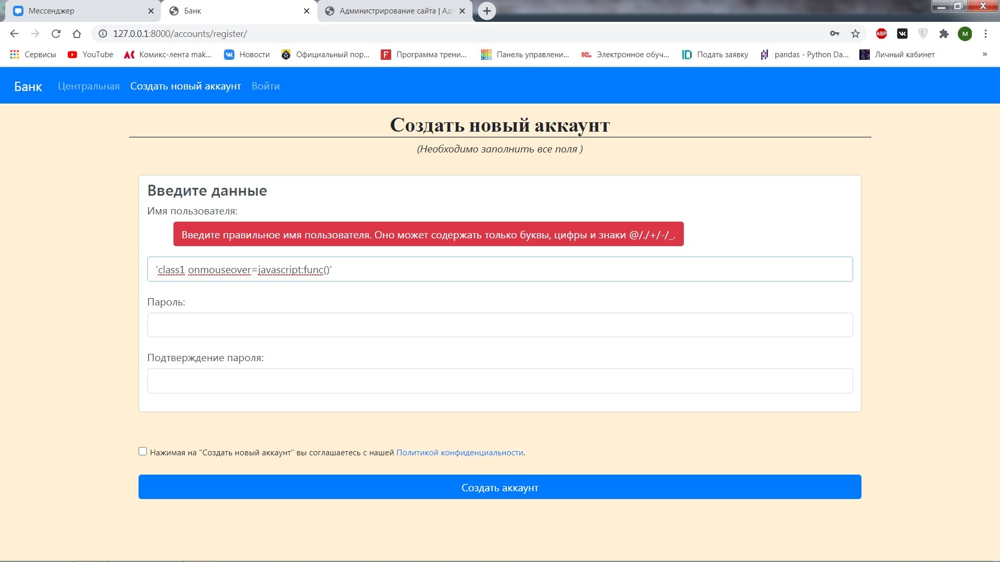 Мессенджер
Банк
Администрирование сайта | Ад
127.0.0.1:8000/accounts/register/
ABP
M
Сервисы
YouTube
Комикс-лента mak...
Новости
Официальный пор...
Программа трени...
Панель управлени...
Электронное обуч...
Подать заявку
pandas - Python Da...
Личный кабинет
»
Банк Центральная Создать новый аккаунт Войти
Создать новый аккаунт
(Необходимо заполнить все поля )
Введите данные
Имя пользователя:
Введите правильное имя пользователя. Оно может содержать только буквы, цифры и знаки @/./+/-/_.
'class1 onmouseover=javascript:func()'
Пароль:
Подтверждение пароля:
Нажимая на "Создать новый аккаунт" вы соглашаетесь с нашей Политикой конфиденциальности.
Создать аккаунт